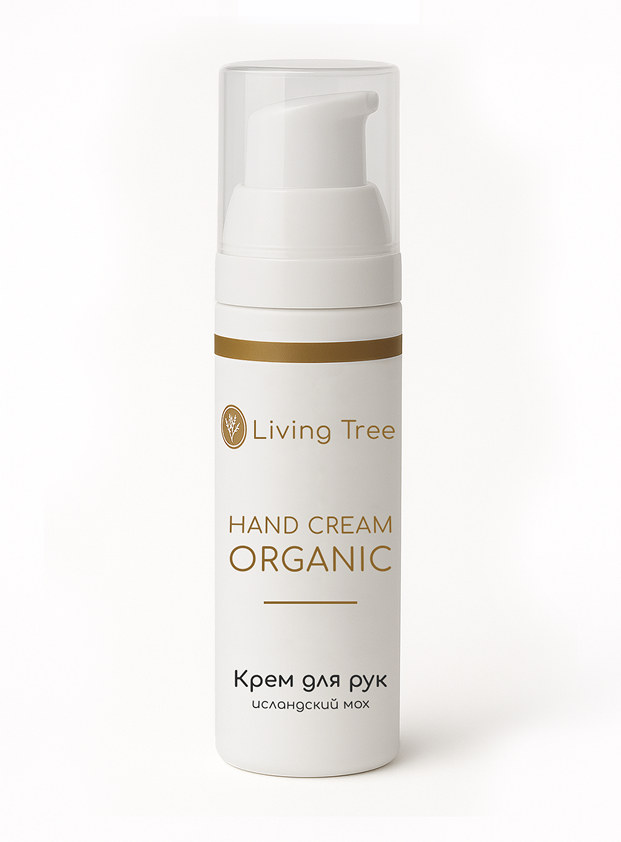 Living Tree
HAND CREAM
ORGANIC
Крем для рук
исландский мох